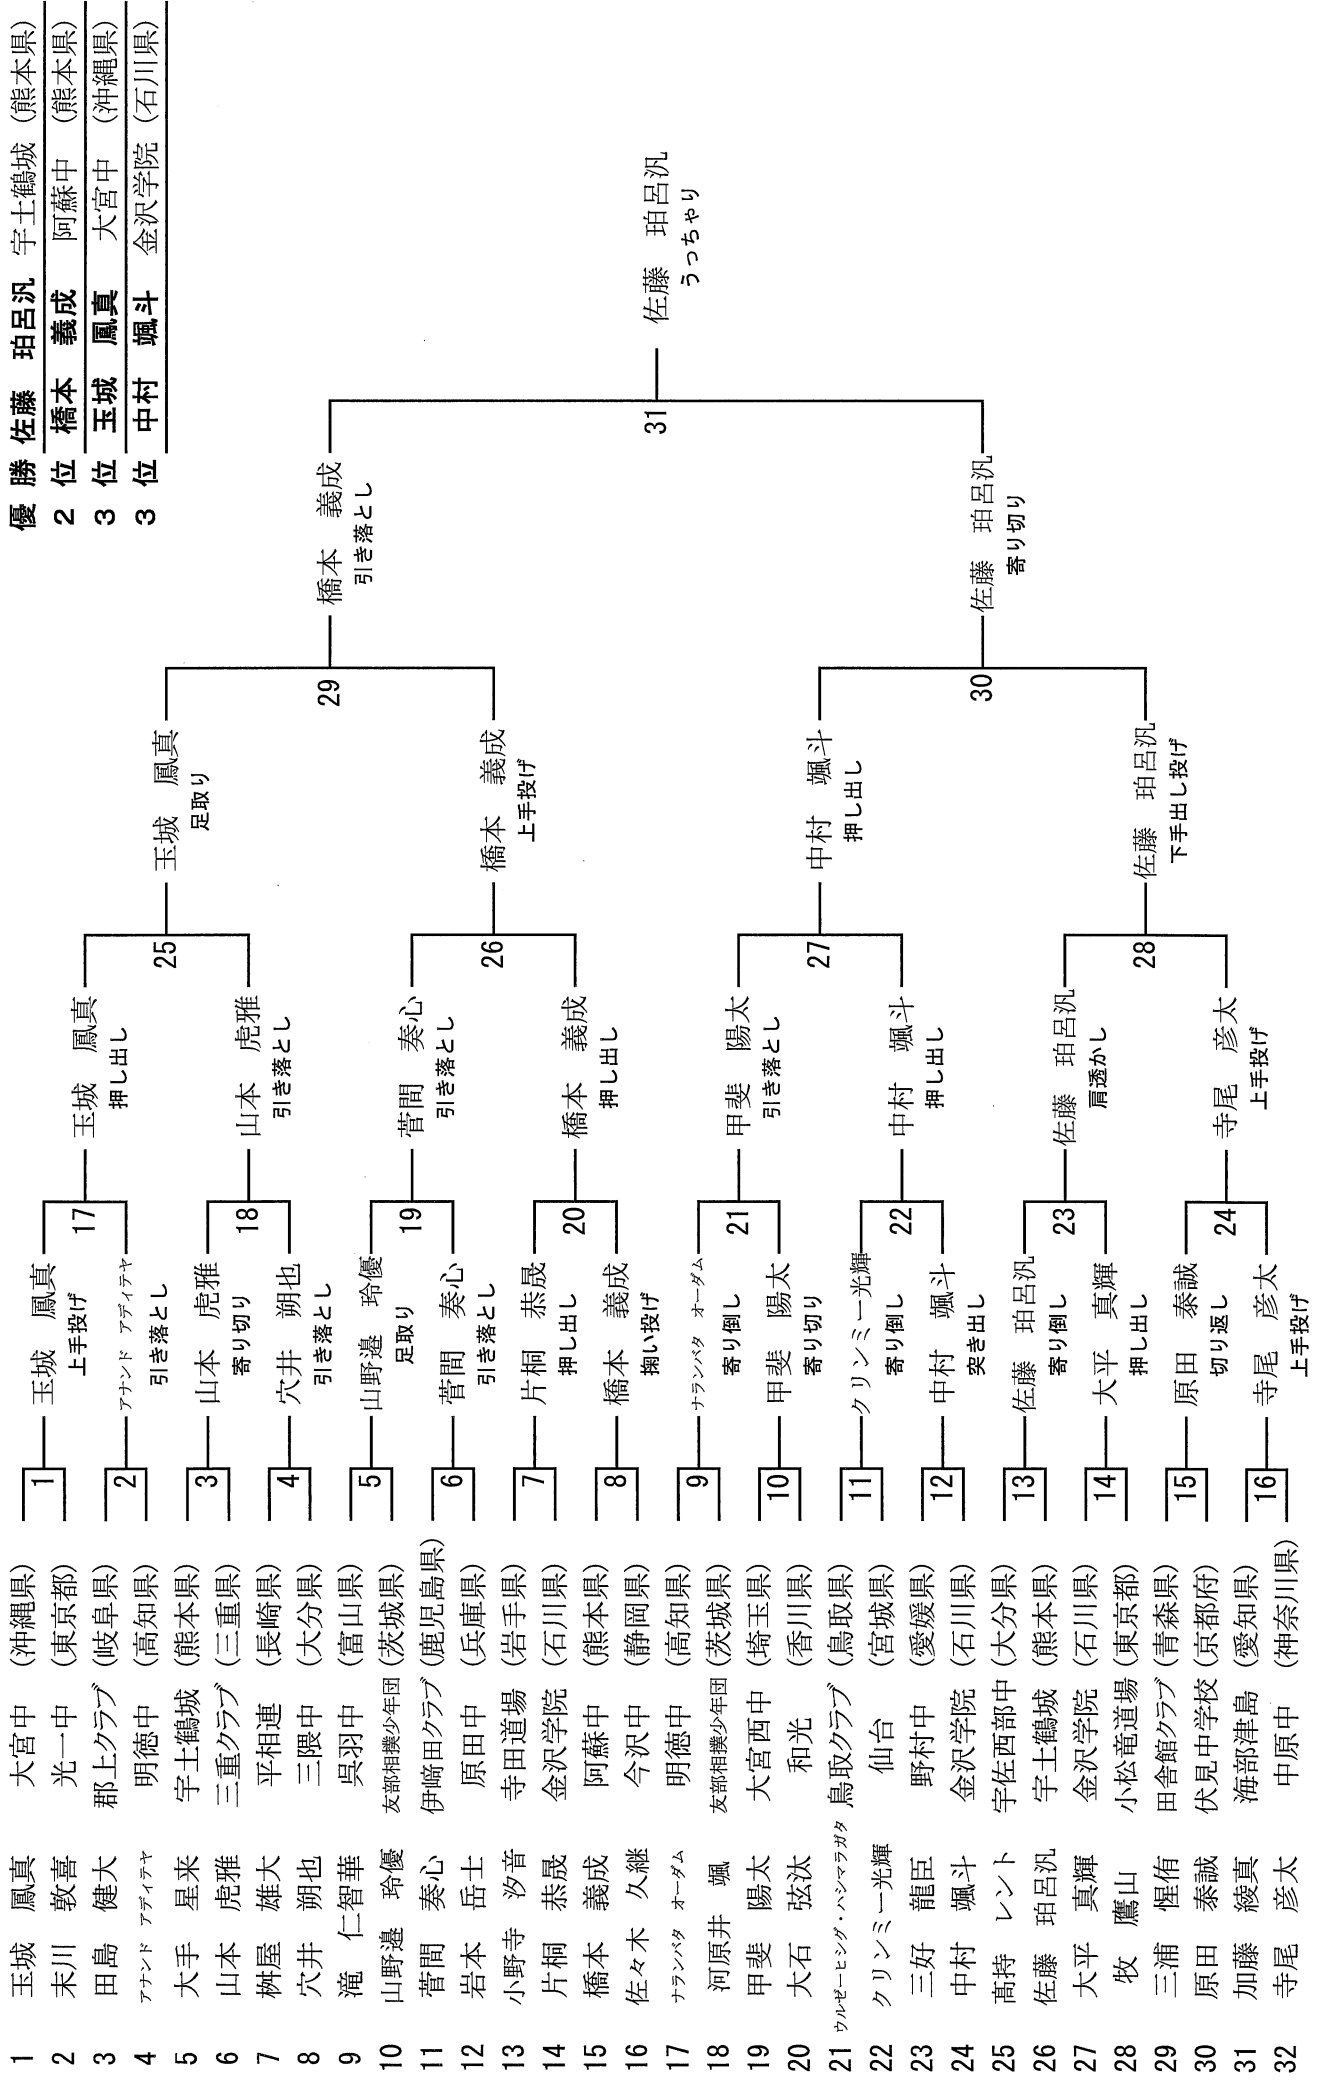 優勝 佐藤 珀呂汎 宇土鶴城 (熊本県)
2位 橋本 義成 阿蘇中 (熊本県)
3位 玉城 鳳真 大宮中 (沖縄県)
3位 中村 颯斗 金沢学院 (石川県)
1 玉城 鳳真 大宮中 (沖縄県)
2 末川 敦喜 光一中 (東京都)
3 田島 健大 郡上クラブ (岐阜県)
4 アナンド アディテヤ 明徳中 (高知県)
5 大手 星来 宇土鶴城 (熊本県)
6 山本 虎雅 三重クラブ (三重県)
7 桝屋 雄大 平相連 (長崎県)
8 穴井 朔也 三隈中 (大分県)
9 滝 仁智華 呉羽中 (富山県)
10 山野邉 玲優 友部相撲少年団 (茨城県)
11 菅間 奏心 伊﨑田クラブ (鹿児島県)
12 岩本 岳士 原田中 (兵庫県)
13 小野寺 汐音 寺田道場 (岩手県)
14 片桐 恭晟 金沢学院 (石川県)
15 橋本 義成 阿蘇中 (熊本県)
16 佐々木 久継 今沢中 (静岡県)
17 ナランバタ オーダム 明徳中 (高知県)
18 河原井 颯 友部相撲少年団 (茨城県)
19 甲斐 陽太 大宮西中 (埼玉県)
20 大石 弦汰 和光 (香川県)
21 ウルゼーヒシグ・ハシマラガタ 鳥取クラブ (鳥取県)
22 クリンミー光輝 仙台 (宮城県)
23 三好 龍臣 野村中 (愛媛県)
24 中村 颯斗 金沢学院 (石川県)
25 髙持 レント 宇佐西部中 (大分県)
26 佐藤 珀呂汎 宇土鶴城 (熊本県)
27 大平 真輝 金沢学院 (石川県)
28 牧 鷹山 小松竜道場 (東京都)
29 三浦 惺侑 田舎館クラブ (青森県)
30 原田 泰誠 伏見中学校 (京都府)
31 加藤 綾真 海部津島 (愛知県)
32 寺尾 彦太 中原中 (神奈川県)
1
玉城 鳳真
上手投げ
2
アナンド アディテヤ
引き落とし
3
山本 虎雅
寄り切り
4
穴井 朔也
引き落とし
5
山野邉 玲優
足取り
6
菅間 奏心
引き落とし
7
片桐 恭晟
押し出し
8
橋本 義成
掬い投げ
9
ナランバタ オーダム
寄り倒し
10
甲斐 陽太
寄り切り
11
クリンミー光輝
寄り倒し
12
中村 颯斗
突き出し
13
佐藤 珀呂汎
寄り倒し
14
大平 真輝
押し出し
15
原田 泰誠
切り返し
16
寺尾 彦太
上手投げ
17
玉城 鳳真
押し出し
18
山本 虎雅
引き落とし
19
菅間 奏心
引き落とし
20
橋本 義成
押し出し
21
甲斐 陽太
引き落とし
22
中村 颯斗
押し出し
23
佐藤 珀呂汎
肩透かし
24
寺尾 彦太
上手投げ
25
玉城 鳳真
足取り
26
橋本 義成
上手投げ
27
中村 颯斗
押し出し
28
佐藤 珀呂汎
下手出し投げ
29
橋本 義成
引き落とし
30
佐藤 珀呂汎
寄り切り
31
佐藤 珀呂汎
うっちゃり